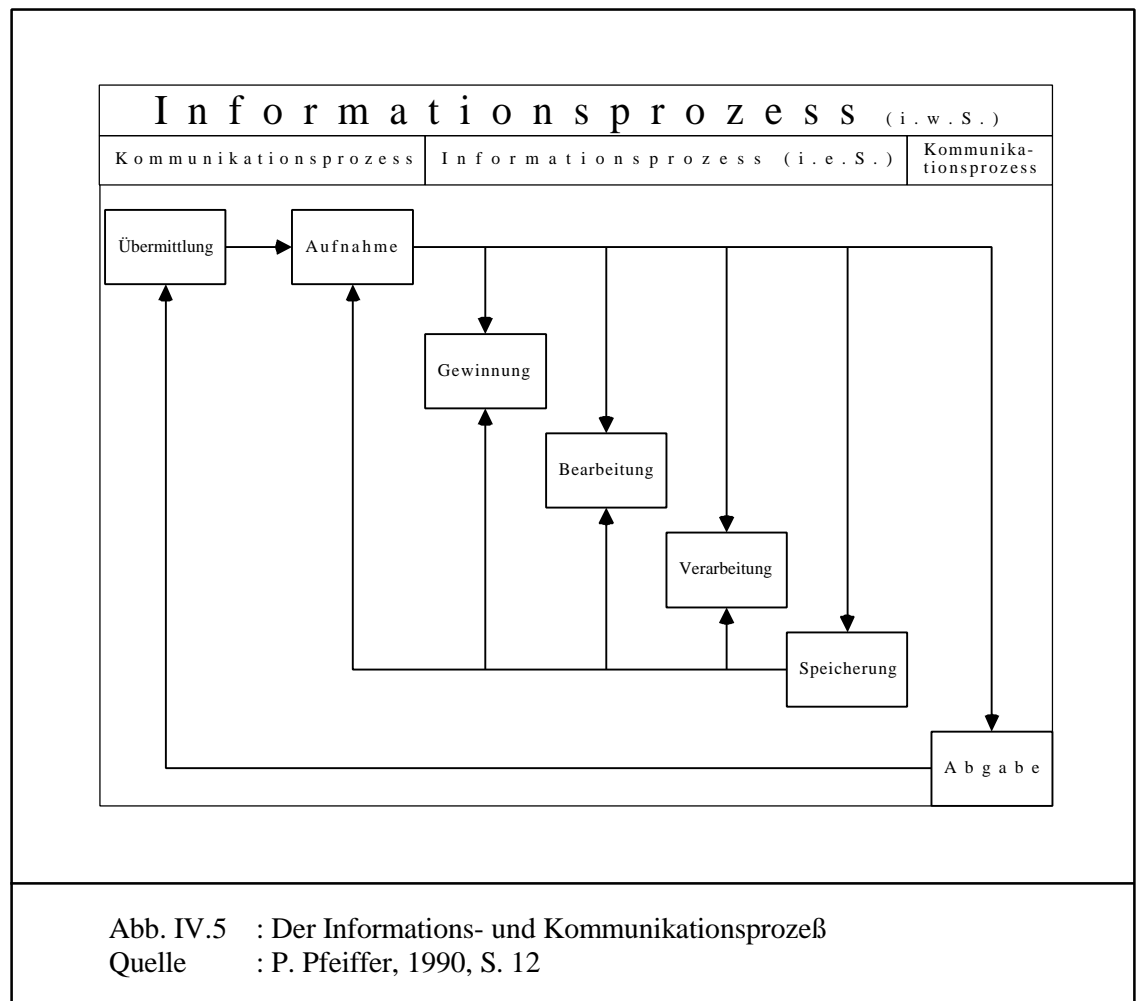 Informationsprozess (i.w.S.)
Kommunikationsprozess
Informationsprozess (i.e.S.)
Kommunika-
tionsprozess
Übermittlung
Aufnahme
Gewinnung
Bearbeitung
Verarbeitung
Speicherung
Abgabe
Abb. IV.5 : Der Informations- und Kommunikationsprozeß
Quelle : P. Pfeiffer, 1990, S. 12